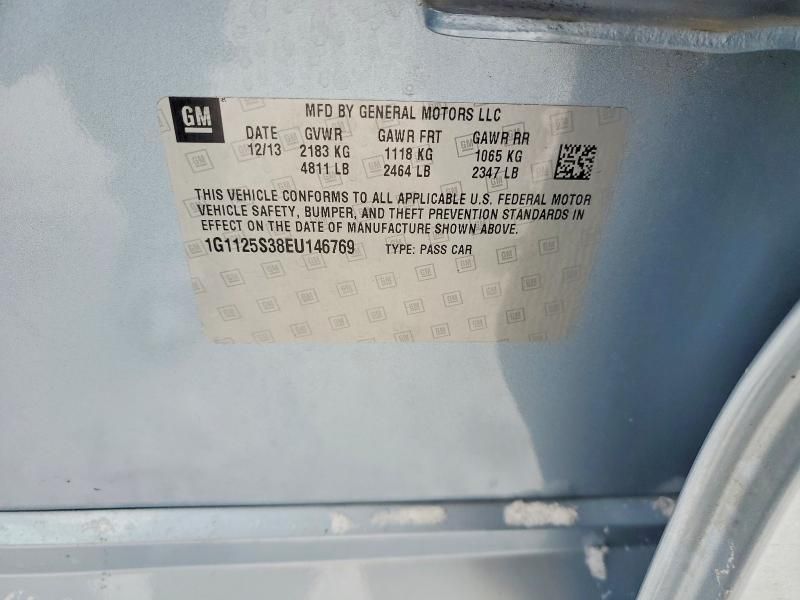 GM
MFD BY GENERAL MOTORS LLC
DATE GVWR GAWR FRT GAWR RR
12/13 2183 KG 1118 KG 1065 KG
4811 LB 2464 LB 2347 LB
THIS VEHICLE CONFORMS TO ALL APPLICABLE U.S. FEDERAL MOTOR
VEHICLE SAFETY, BUMPER, AND THEFT PREVENTION STANDARDS IN
EFFECT ON THE DATE OF MANUFACTURE SHOWN ABOVE.
1G1125S38EU146769 TYPE: PASS CAR